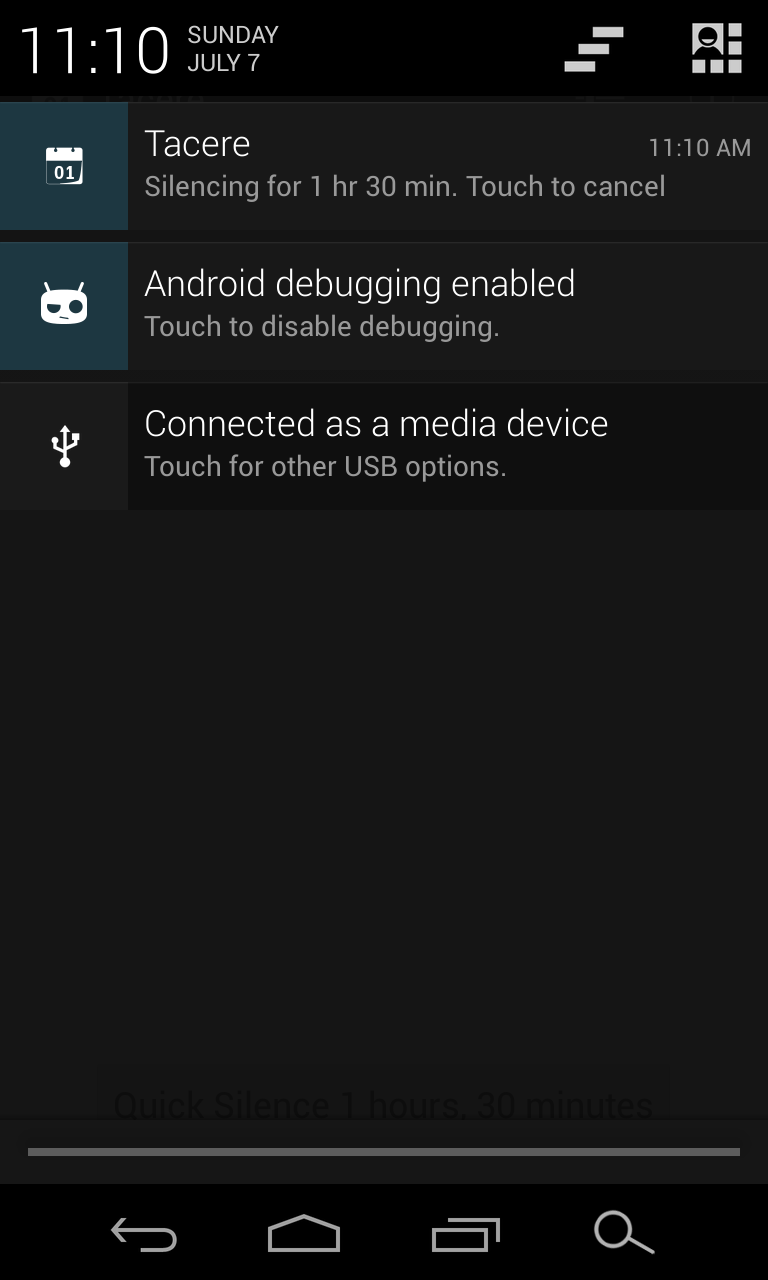 11:10
SUNDAY
JULY 7
Tacere
11:10 AM
01
Silencing for 1 hr 30 min. Touch to cancel
Android debugging enabled
Touch to disable debugging.
Connected as a media device
Touch for other USB options.
Quick Silence 1 hours, 30 minutes